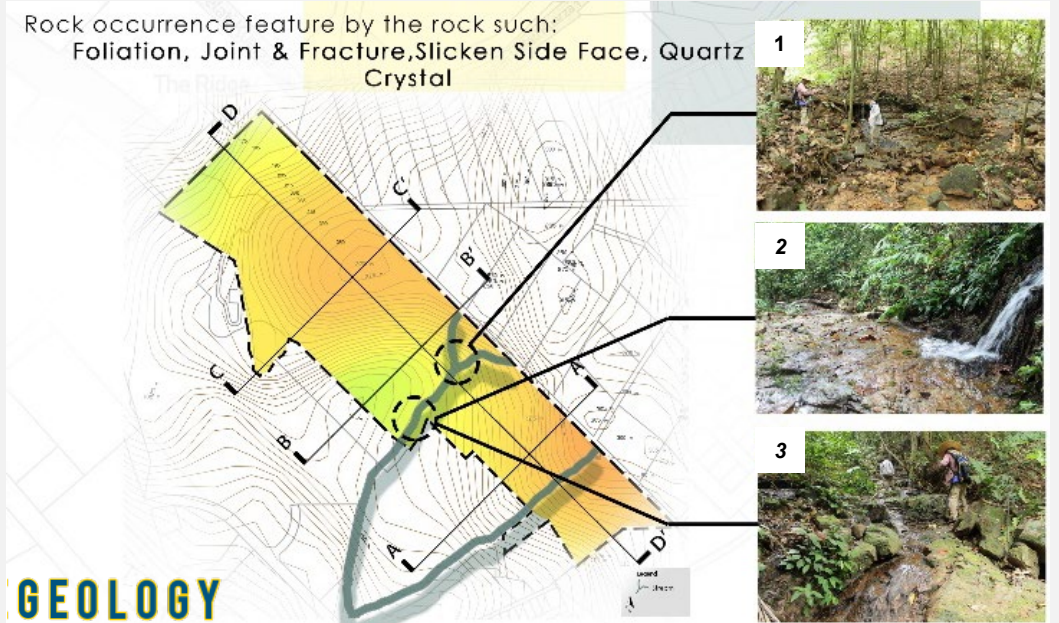 Rock occurrence feature by the rock such:
Foliation, Joint & Fracture,Slicken Side Face, Quartz
Crystal
The Ridge
D
C'
B'
A'
C
B
A
D'
1
2
3
Legend
Stream
GEOLOGY